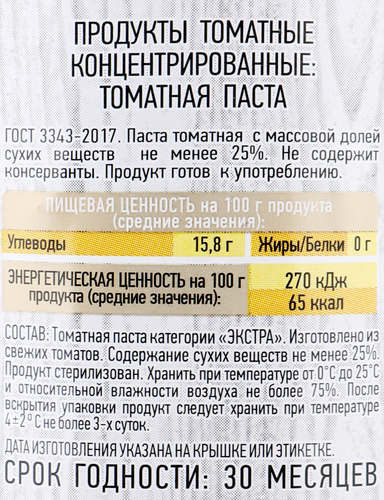 ПРОДУКТЫ ТОМАТНЫЕ
КОНЦЕНТРИРОВАННЫЕ:
ТОМАТНАЯ ПАСТА
ГОСТ 3343-2017. Паста томатная с массовой долей
сухих веществ не менее 25%. Не содержит
консерванты. Продукт готов к употреблению.
ПИЩЕВАЯ ЦЕННОСТЬ на 100 г продукта
(средние значения):
Углеводы 15,8 г Жиры/Белки 0 г
ЭНЕРГЕТИЧЕСКАЯ ЦЕННОСТЬ на 100 г 270 кДж
продукта (средние значения): 65 ккал
СОСТАВ: Томатная паста категории «ЭКСТРА». Изготовлено из
свежих томатов. Содержание сухих веществ не менее 25%.
Продукт стерилизован. Хранить при температуре от 0°С до 25°С
и относительной влажности воздуха не более 75%. После
вскрытия упаковки продукт следует хранить при температуре
4±2° С не более 3-х суток.
ДАТА ИЗГОТОВЛЕНИЯ УКАЗАНА НА КРЫШКЕ ИЛИ ЭТИКЕТКЕ.
СРОК ГОДНОСТИ: 30 МЕСЯЦЕВ